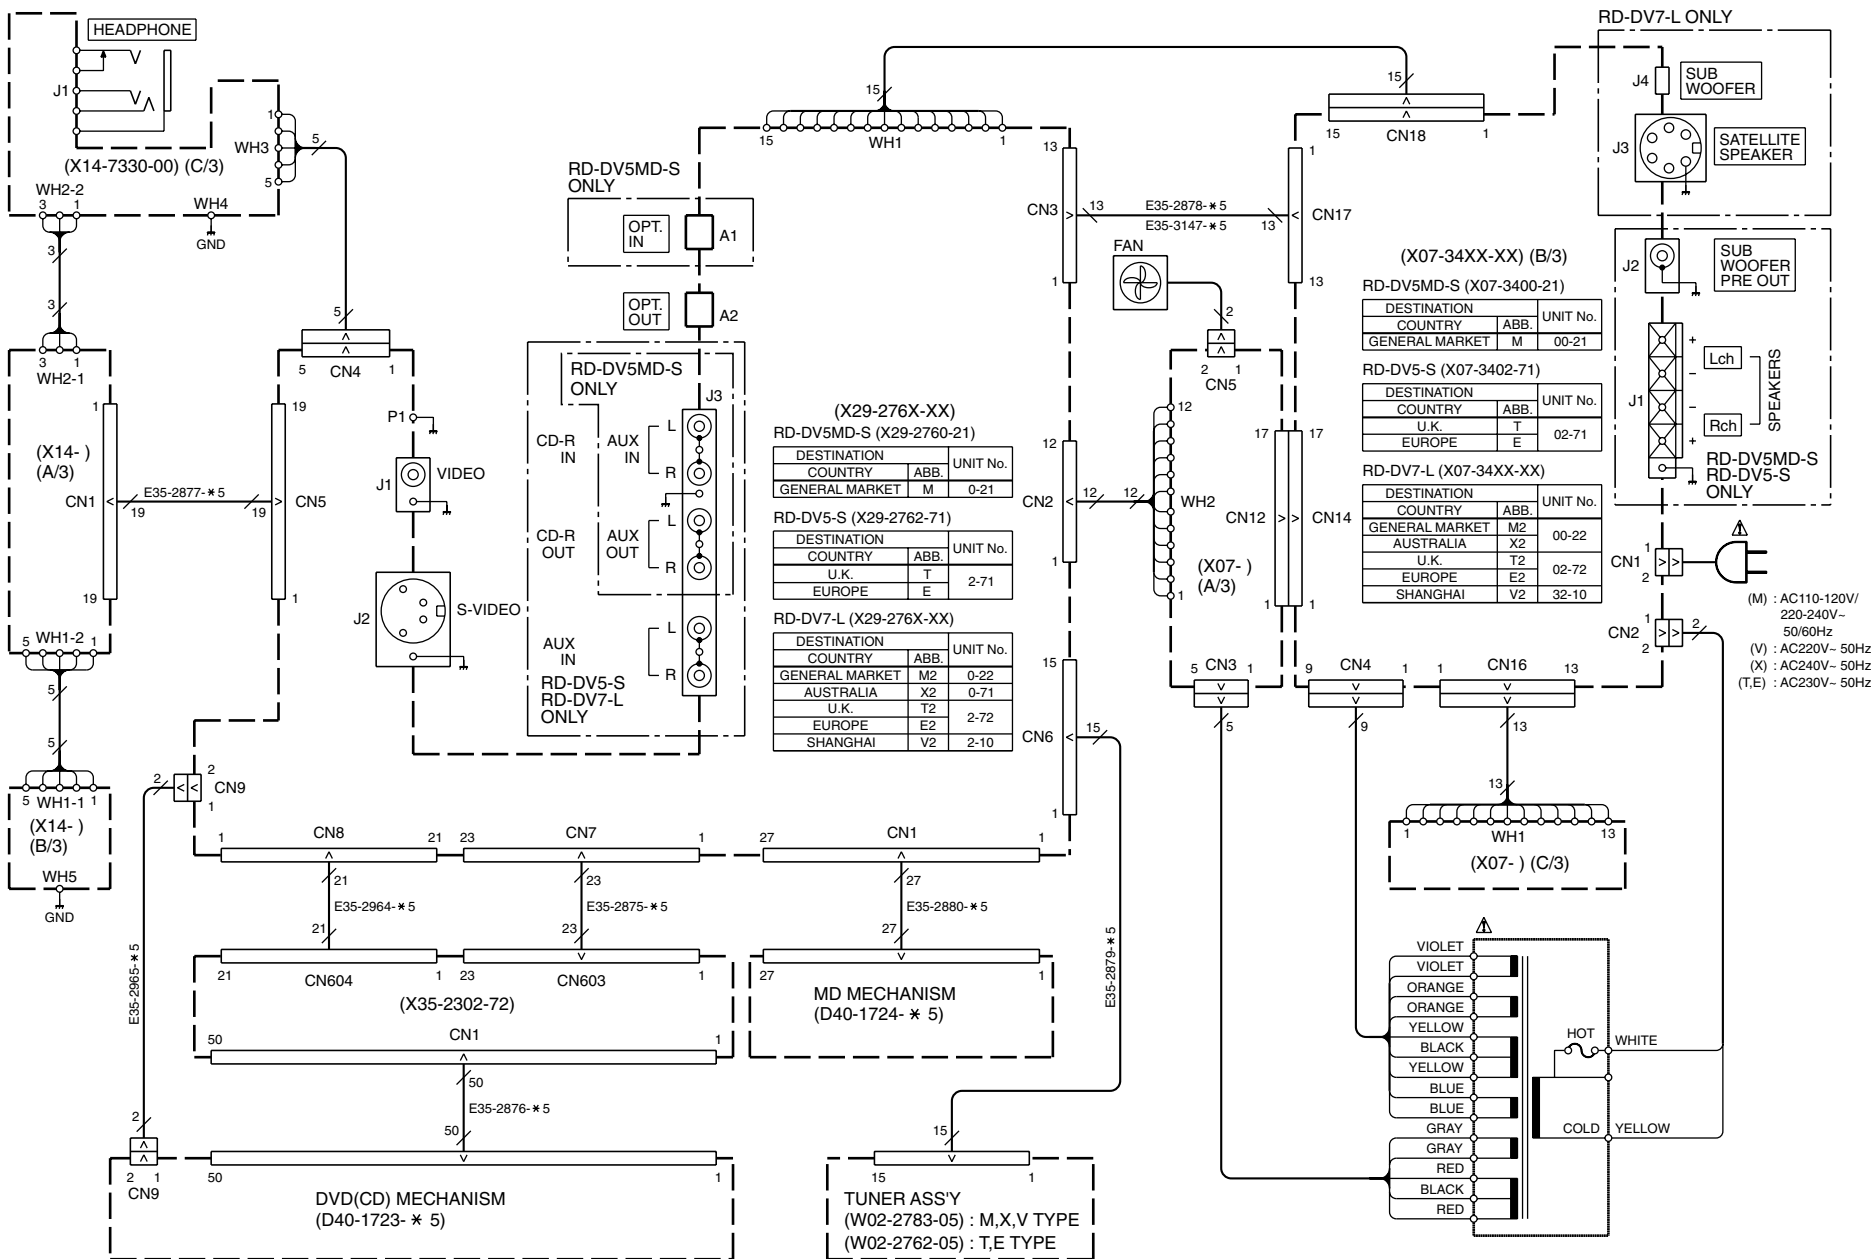 HEADPHONE
J1
(X14-7330-00) (C/3)
1
WH3
5
5
WH2-2
3 1
WH4
GND
3
3
3 1
WH2-1
1
(X14- )
(A/3)
CN1
19
E35-2877-＊5
19
19
CN5
1
19
5 WH1-2 1
5
5
5 WH1-1 1
(X14- )
(B/3)
WH5
GND
5
5 CN4 1
P1
J1
VIDEO
J2
S-VIDEO
RD-DV5MD-S
ONLY
OPT.
IN
A1
OPT.
OUT
A2
RD-DV5MD-S
ONLY
J3
CD-R
IN
AUX
IN
L
R
CD-R
OUT
AUX
OUT
L
R
AUX
IN
L
R
RD-DV5-S
RD-DV7-L
ONLY
15
15 WH1 1
13
CN3
1
13
E35-2878-＊5
E35-3147-＊5
13
1
CN17
13
15
15 CN18 1
RD-DV7-L ONLY
J4
SUB
WOOFER
J3
SATELLITE
SPEAKER
J2
SUB
WOOFER
PRE OUT
J1
+
−
−
+
Lch
Rch
SPEAKERS
RD-DV5MD-S
RD-DV5-S
ONLY
FAN
2
2 1
CN5
12
WH2
1
(X07- )
(A/3)
17 17
CN12 CN14
1 1
12
CN2
1
12
12
(X29-276X-XX)
RD-DV5MD-S (X29-2760-21)
DESTINATION UNIT No.
COUNTRY ABB.
GENERAL MARKET M 0-21
RD-DV5-S (X29-2762-71)
DESTINATION UNIT No.
COUNTRY ABB.
U.K. T 2-71
EUROPE E
RD-DV7-L (X29-276X-XX)
DESTINATION UNIT No.
COUNTRY ABB.
GENERAL MARKET M2 0-22
AUSTRALIA X2 0-71
U.K. T2 2-72
EUROPE E2
SHANGHAI V2 2-10
(X07-34XX-XX) (B/3)
RD-DV5MD-S (X07-3400-21)
DESTINATION UNIT No.
COUNTRY ABB.
GENERAL MARKET M 00-21
RD-DV5-S (X07-3402-71)
DESTINATION UNIT No.
COUNTRY ABB.
U.K. T 02-71
EUROPE E
RD-DV7-L (X07-34XX-XX)
DESTINATION UNIT No.
COUNTRY ABB.
GENERAL MARKET M2 00-22
AUSTRALIA X2
U.K. T2 02-72
EUROPE E2
SHANGHAI V2 32-10
1
CN1
2
1
CN2
2
2
(M) : AC110-120V/
220-240V~
50/60Hz
(V) : AC220V~ 50Hz
(X) : AC240V~ 50Hz
(T,E) : AC230V~ 50Hz
15
CN6
1
15
E35-2879-＊5
5 CN3 1
5
9 CN4 1
9
1 CN16 13
13
13
1 WH1 13
(X07- ) (C/3)
2
2
CN9
1
E35-2965-＊5
1 CN8 21
23 CN7 1
27 CN1 1
21
E35-2964-＊5
21
23
E35-2875-＊5
23
27
E35-2880-＊5
27
21 CN604 1
23 CN603 1
(X35-2302-72)
50 CN1 1
27 1
MD MECHANISM
(D40-1724-＊ 5)
50
E35-2876-＊5
50
2
2 1
CN9
50 1
DVD(CD) MECHANISM
(D40-1723-＊ 5)
15
15 1
TUNER ASS'Y
(W02-2783-05) : M,X,V TYPE
(W02-2762-05) : T,E TYPE
VIOLET
VIOLET
ORANGE
ORANGE
YELLOW
BLACK
YELLOW
BLUE
BLUE
GRAY
GRAY
RED
BLACK
RED
HOT
WHITE
COLD
YELLOW